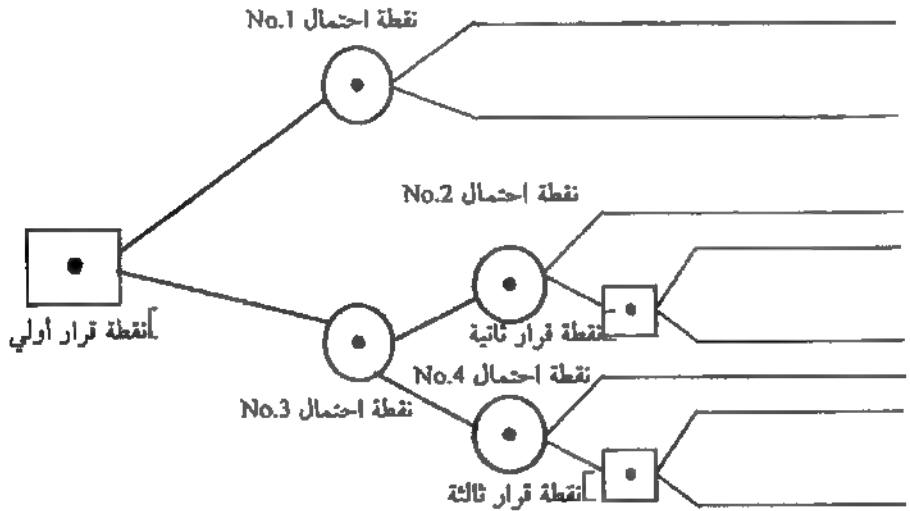 نقطة احتمال No.1
نقطة احتمال No.2
نقطة قرار أولي
نقطة قرار ثانية
نقطة احتمال No.4
نقطة احتمال No.3
نقطة قرار ثالثة